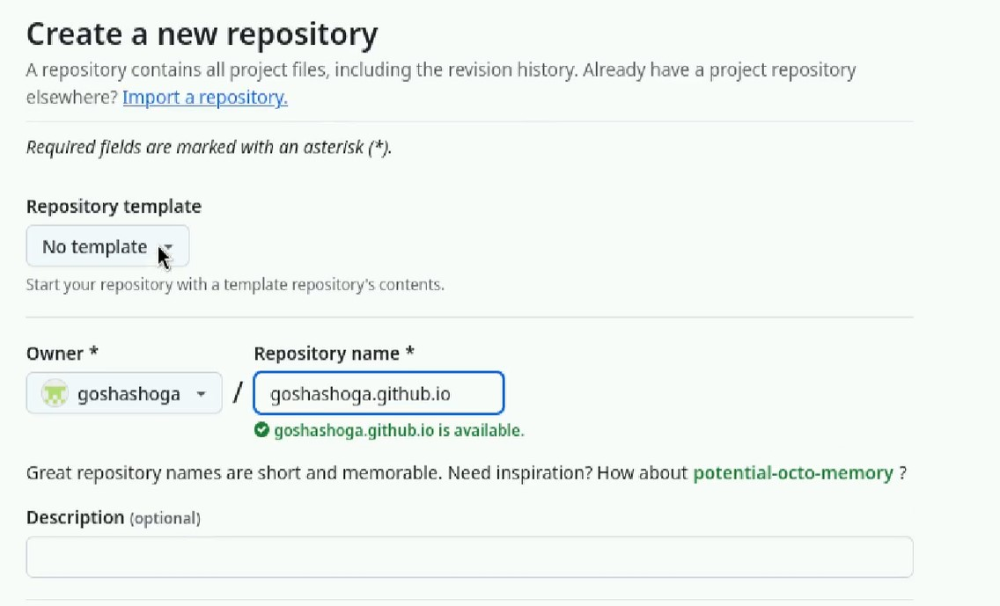 Create a new repository
A repository contains all project files, including the revision history. Already have a project repository
elsewhere? Import a repository.
Required fields are marked with an asterisk (*).
Repository template
No template
Start your repository with a template repository's contents.
Owner *
Repository name *
goshashoga
/
goshashoga.github.io
goshashoga.github.io is available.
Great repository names are short and memorable. Need inspiration? How about potential-octo-memory ?
Description (optional)